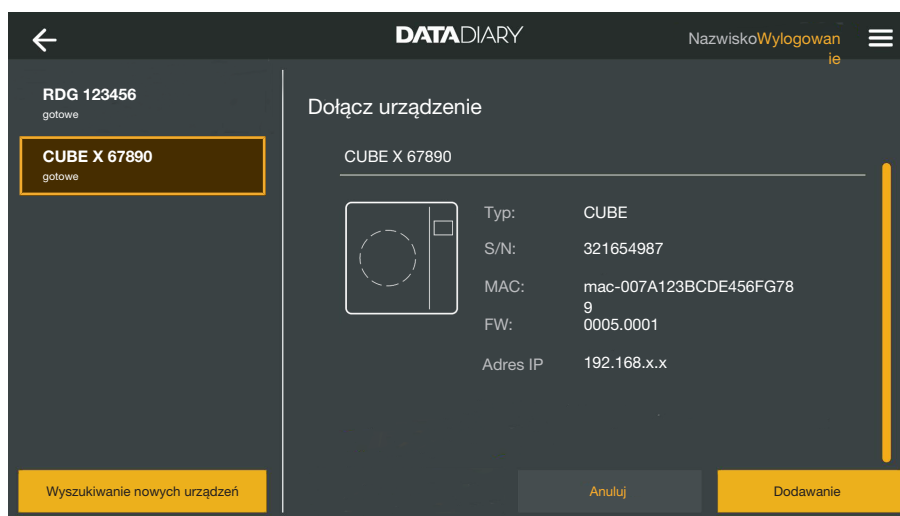 DATADIARY
NazwiskoWylogowan
ie
RDG 123456
gotowe
CUBE X 67890
gotowe
Wyszukiwanie nowych urządzeń
Dołącz urządzenie
CUBE X 67890
Typ: CUBE
S/N: 321654987
MAC: mac-007A123BCDE456FG78
9
FW: 0005.0001
Adres IP 192.168.x.x
Anuluj
Dodawanie